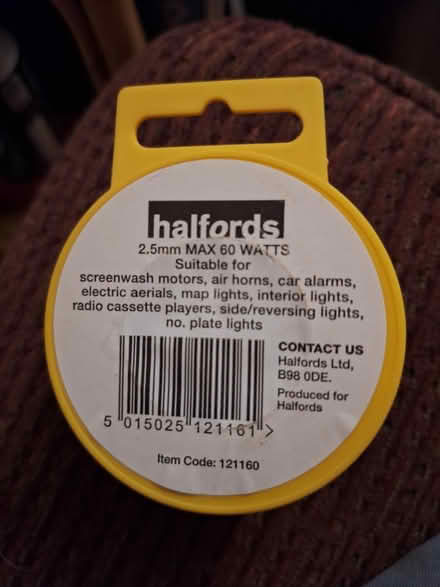 halfords
2.5mm MAX 60 WATTS
Suitable for
screenwash motors, air horns, car alarms,
electric aerials, map lights, interior lights,
radio cassette players, side/reversing lights,
no. plate lights
CONTACT US
Halfords Ltd,
B98 0DE.
Produced for
Halfords
5 015025 121161 >
Item Code: 121160